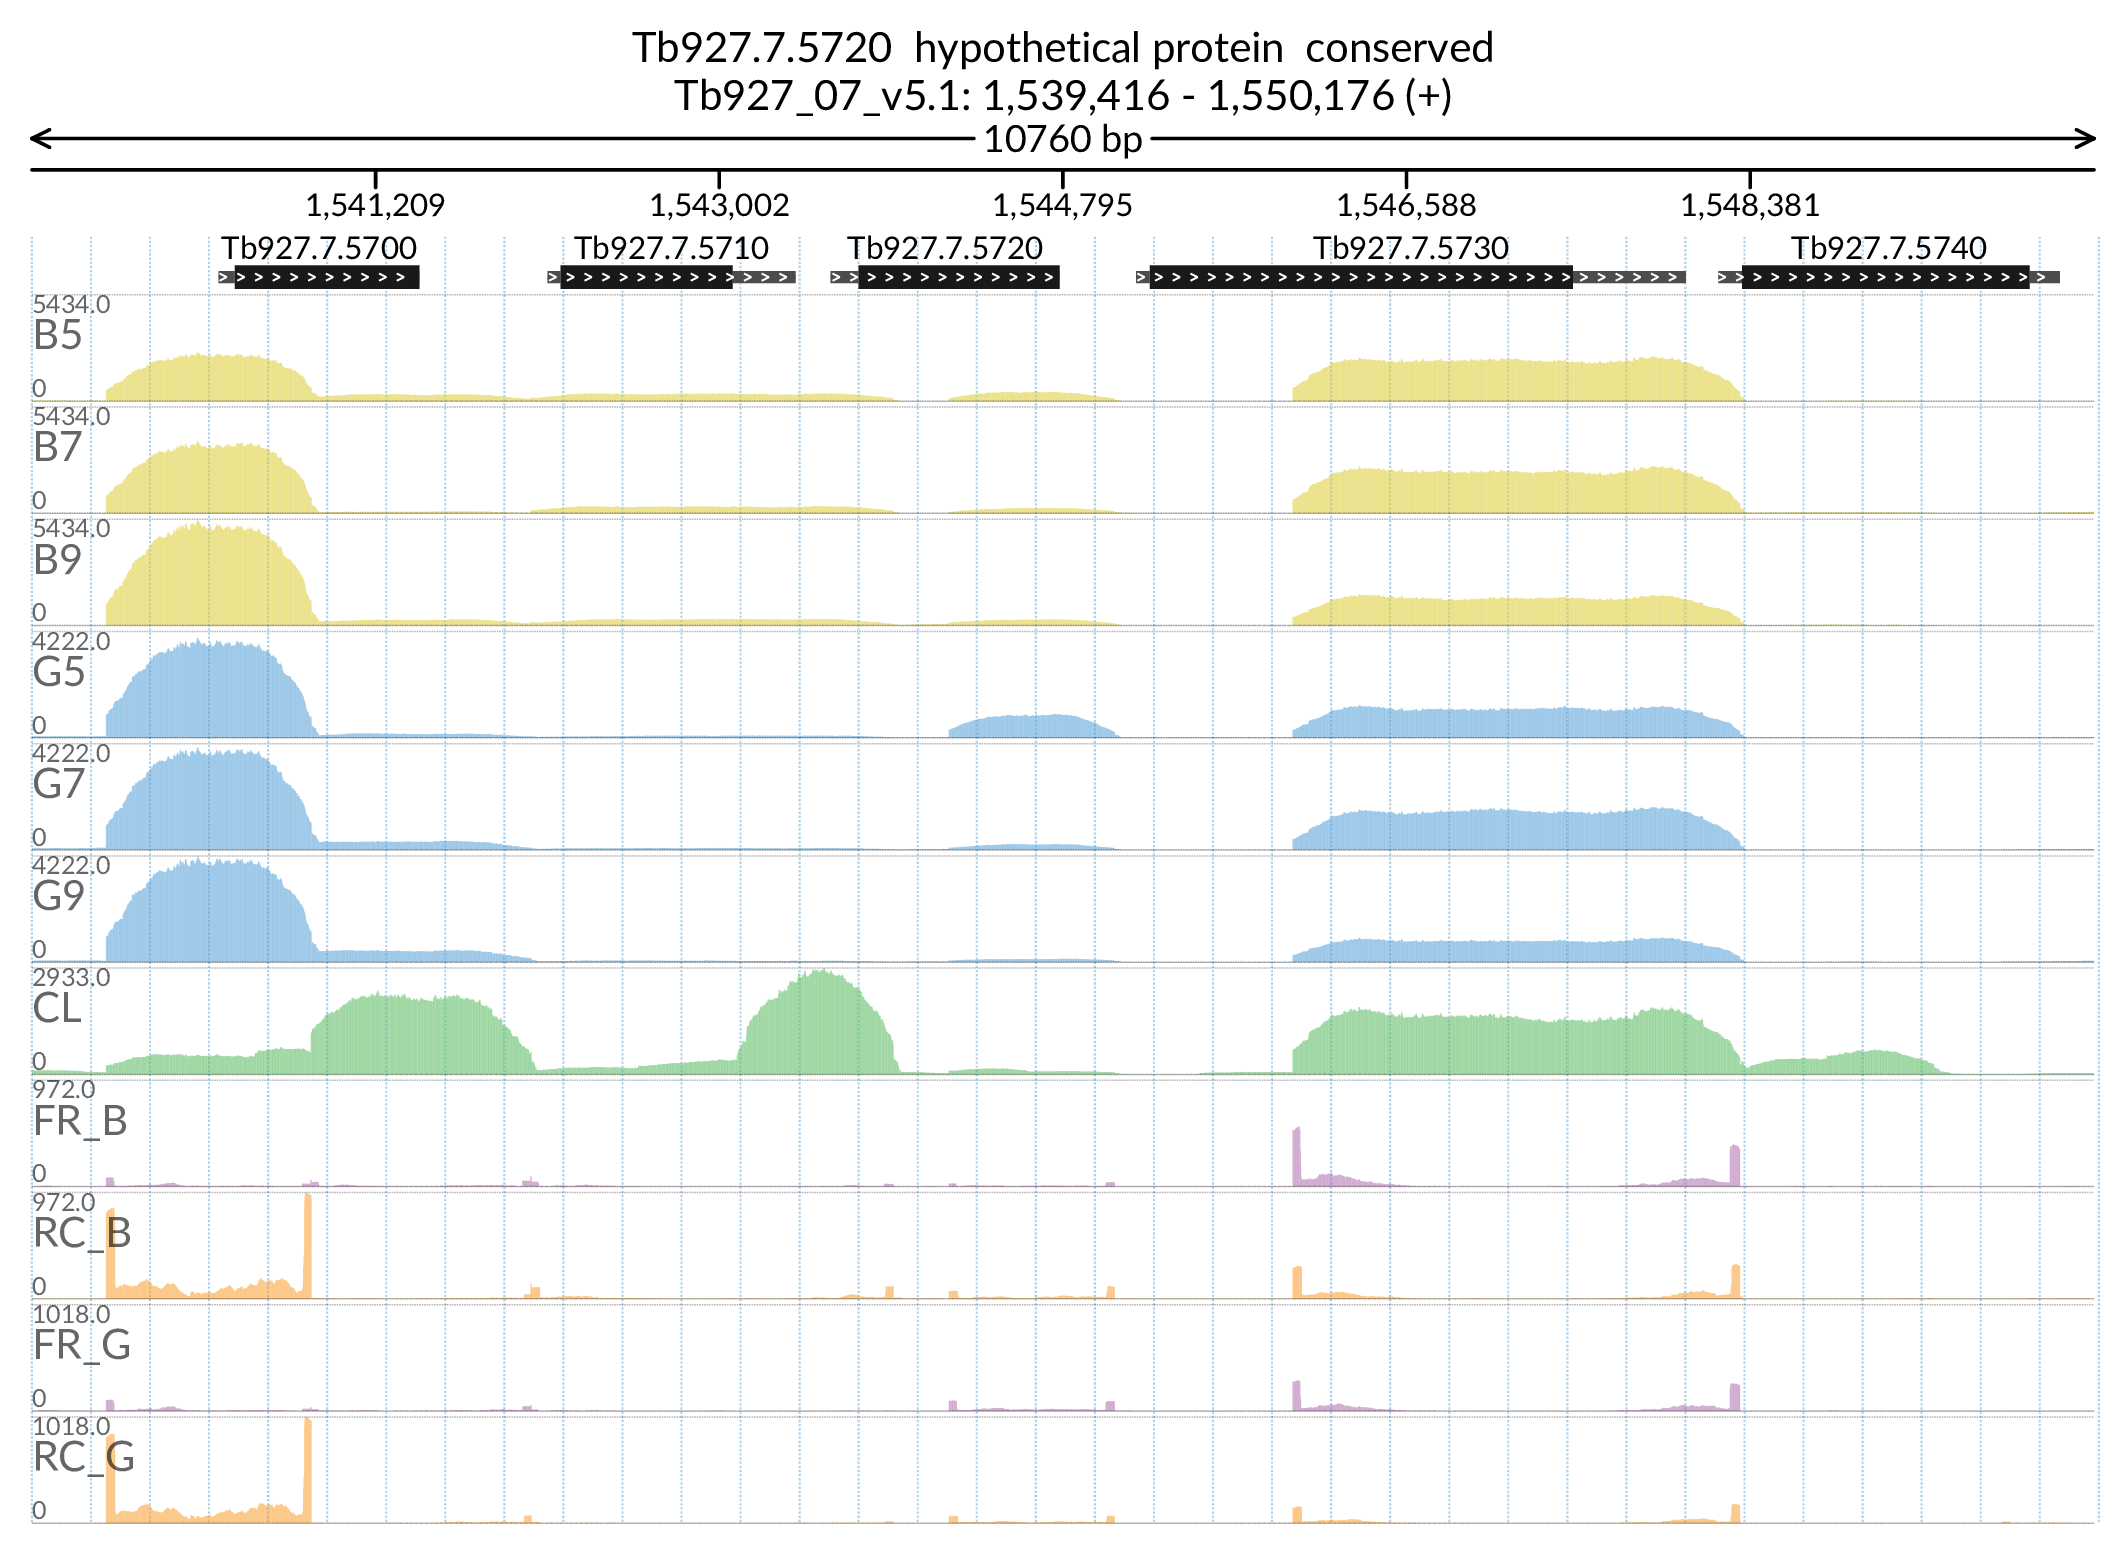 Tb927.7.5720 hypothetical protein conserved
Tb927_07_v5.1: 1,539,416 - 1,550,176 (+)
10760 bp
1,541,209 1,543,002 1,544,795 1,546,588 1,548,381
Tb927.7.5700 Tb927.7.5710 Tb927.7.5720 Tb927.7.5730 Tb927.7.5740
5434.0
B5
0
5434.0
B7
0
5434.0
B9
0
4222.0
G5
0
4222.0
G7
0
4222.0
G9
0
2933.0
CL
0
972.0
FR_B
0
972.0
RC_B
0
1018.0
FR_G
0
1018.0
RC_G
0